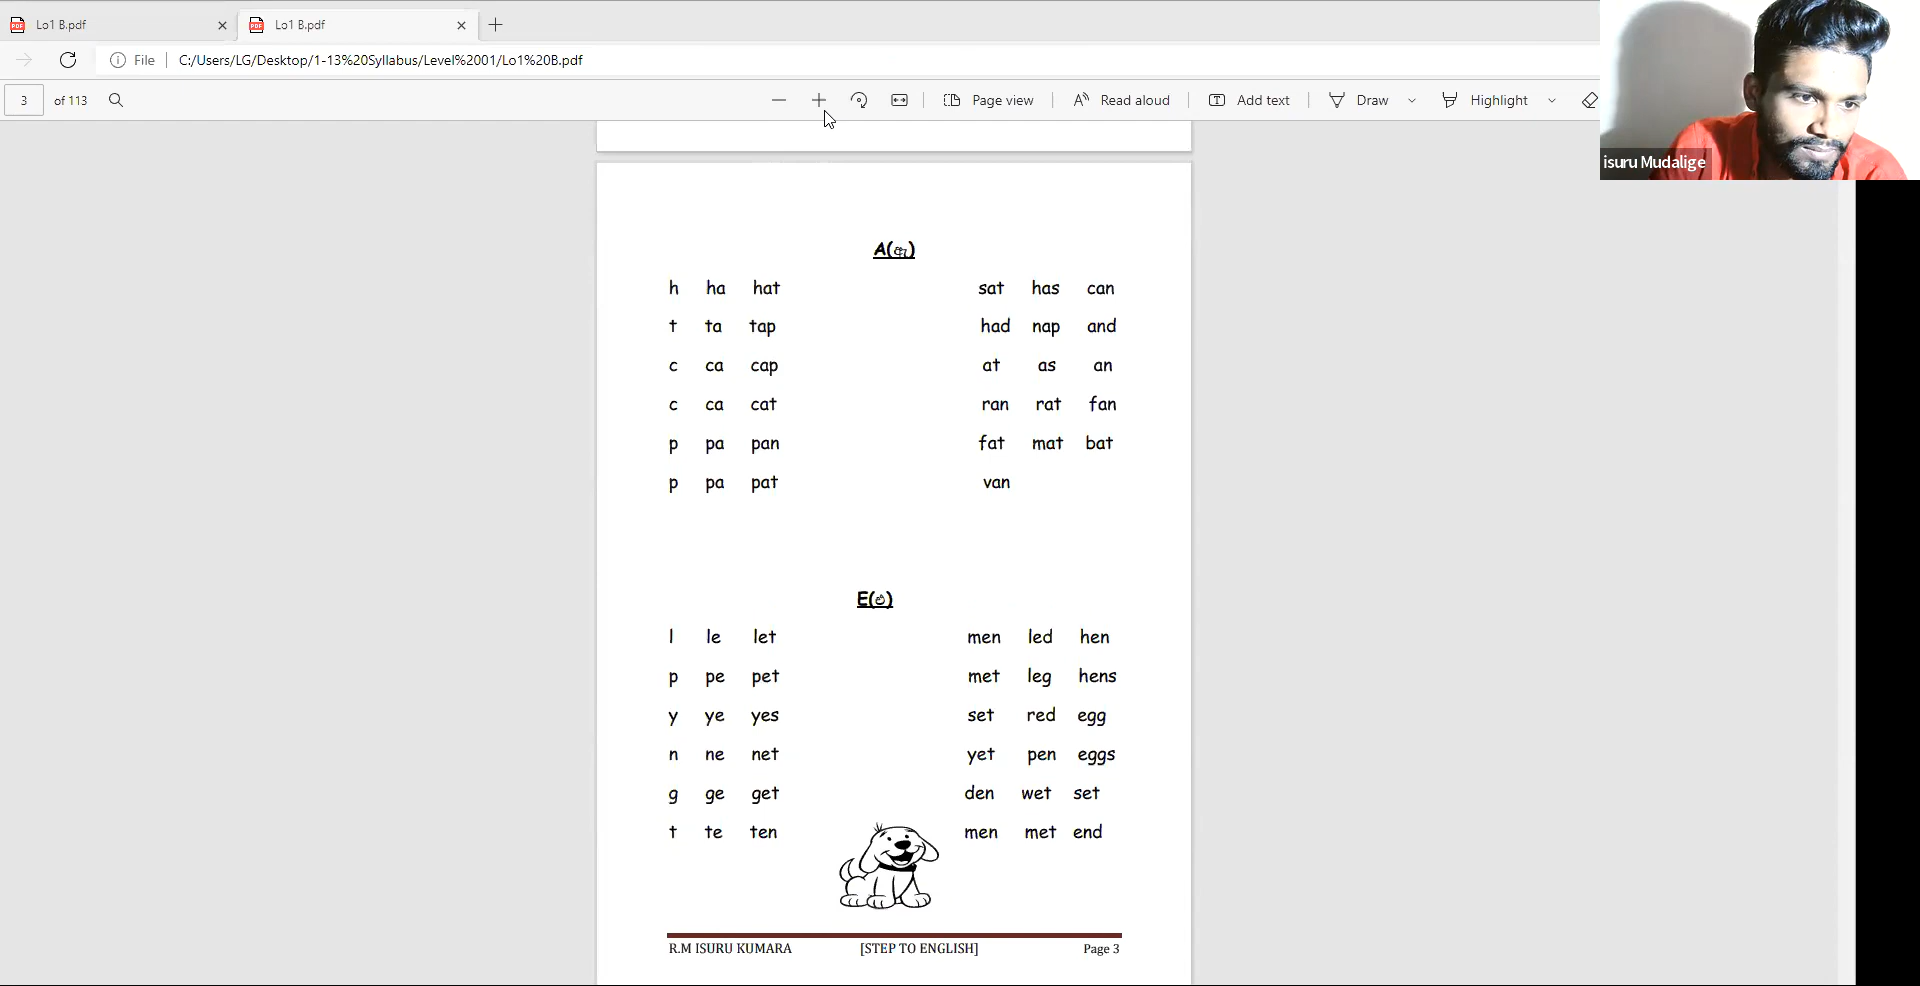 Lo1 B.pdf
Lo1 B.pdf
File C:/Users/LG/Desktop/1-13%20Syllabus/Level%2001/Lo1%20B.pdf
3 of 113 Page view Read aloud Add text Draw Highlight
isuru Mudalige
A(ඇ)
h ha hat sat has can
t ta tap had nap and
c ca cap at as an
c ca cat ran rat fan
p pa pan fat mat bat
p pa pat van
E(එ)
l le let men led hen
p pe pet met leg hens
y ye yes set red egg
n ne net yet pen eggs
g ge get den wet set
t te ten men met end
R.M ISURU KUMARA [STEP TO ENGLISH] Page 3